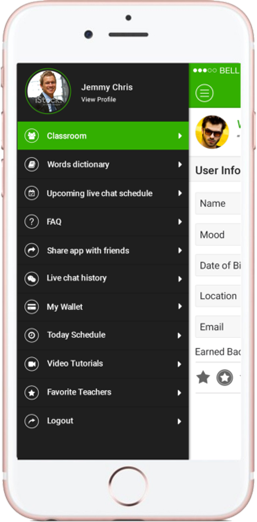 BELL
Jemmy Chris
View Profile
Classroom
Words dictionary
Upcoming live chat schedule
FAQ
Share app with friends
Live chat history
My Wallet
Today Schedule
Video Tutorials
Favorite Teachers
Logout
User Info
Name
Mood
Date of Bi
Location
Email
Earned Bad